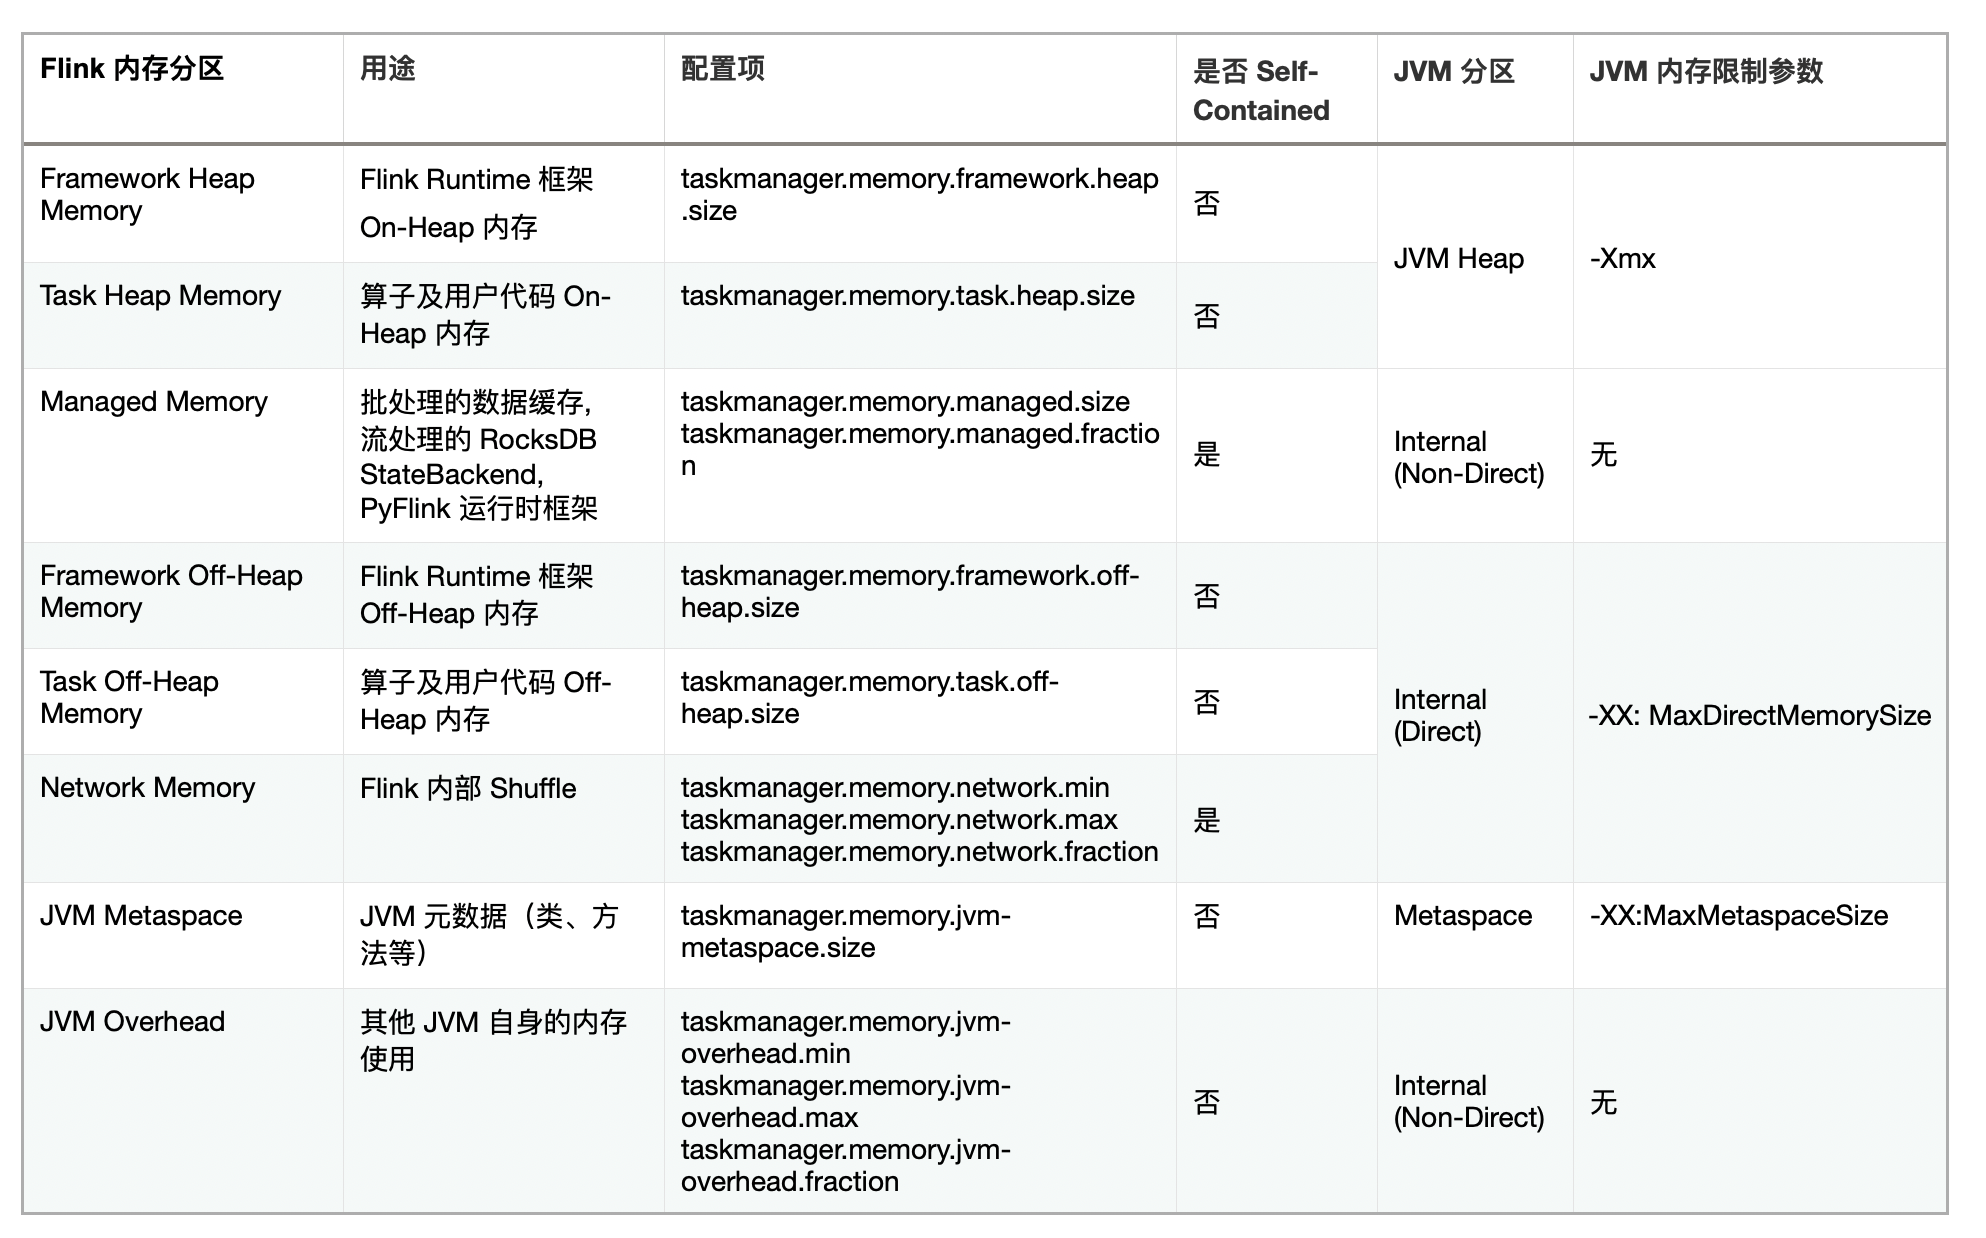 Flink 内存分区
用途
配置项
是否 Self-
Contained
JVM 分区
JVM 内存限制参数
Framework Heap
Memory
Flink Runtime 框架
On-Heap 内存
taskmanager.memory.framework.heap
.size
否
JVM Heap
-Xmx
Task Heap Memory
算子及用户代码 On-
Heap 内存
taskmanager.memory.task.heap.size
否
Managed Memory
批处理的数据缓存,
流处理的 RocksDB
StateBackend,
PyFlink 运行时框架
taskmanager.memory.managed.size
taskmanager.memory.managed.fractio
n
是
Internal
(Non-Direct)
无
Framework Off-Heap
Memory
Flink Runtime 框架
Off-Heap 内存
taskmanager.memory.framework.off-
heap.size
否
Internal
(Direct)
-XX: MaxDirectMemorySize
Task Off-Heap
Memory
算子及用户代码 Off-
Heap 内存
taskmanager.memory.task.off-
heap.size
否
Network Memory
Flink 内部 Shuffle
taskmanager.memory.network.min
taskmanager.memory.network.max
taskmanager.memory.network.fraction
是
JVM Metaspace
JVM 元数据（类、方
法等）
taskmanager.memory.jvm-
metaspace.size
否
Metaspace
-XX:MaxMetaspaceSize
JVM Overhead
其他 JVM 自身的内存
使用
taskmanager.memory.jvm-
overhead.min
taskmanager.memory.jvm-
overhead.max
taskmanager.memory.jvm-
overhead.fraction
否
Internal
(Non-Direct)
无